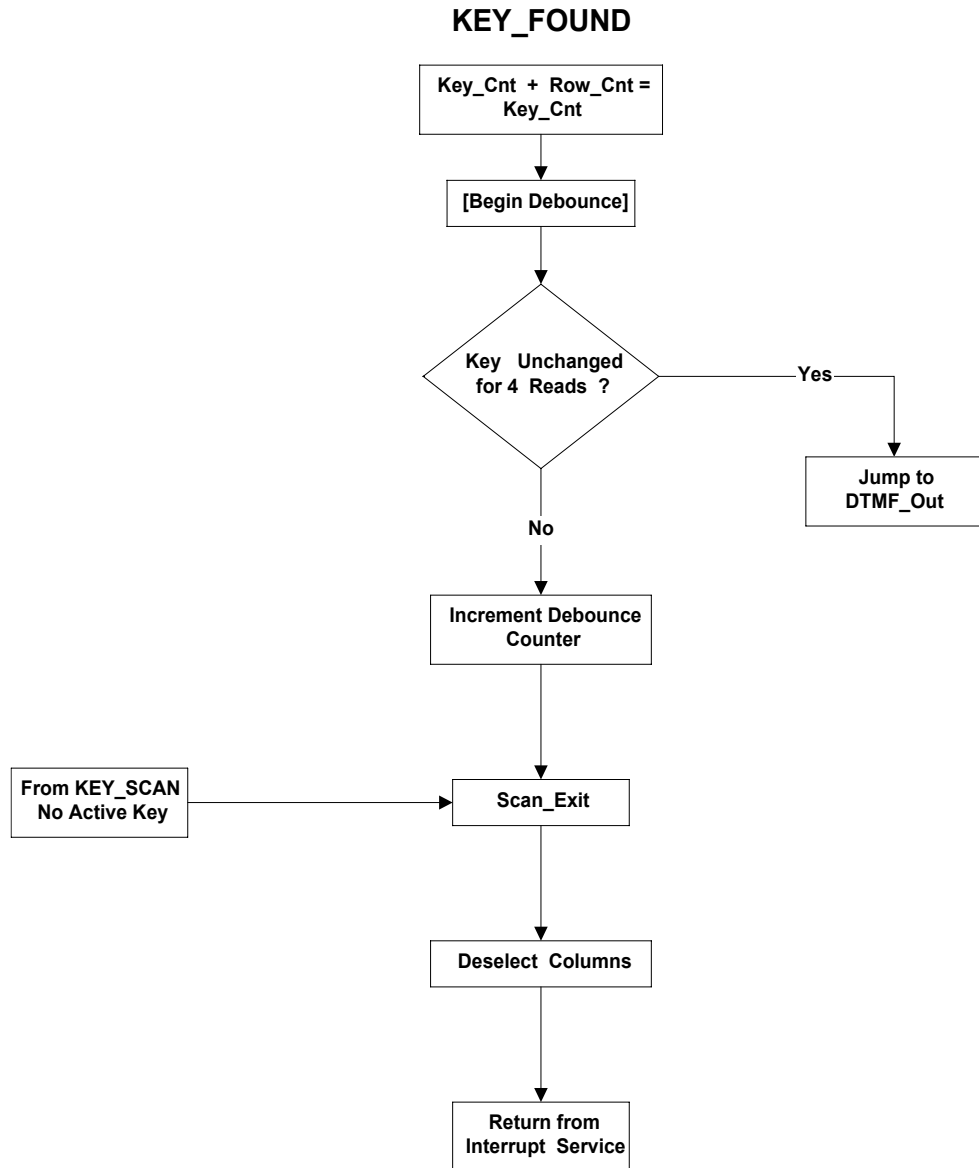 KEY_FOUND
Key_Cnt + Row_Cnt =
Key_Cnt
[Begin Debounce]
Key Unchanged
for 4 Reads ?
Yes
Jump to
DTMF_Out
No
Increment Debounce
Counter
From KEY_SCAN
No Active Key
Scan_Exit
Deselect Columns
Return from
Interrupt Service